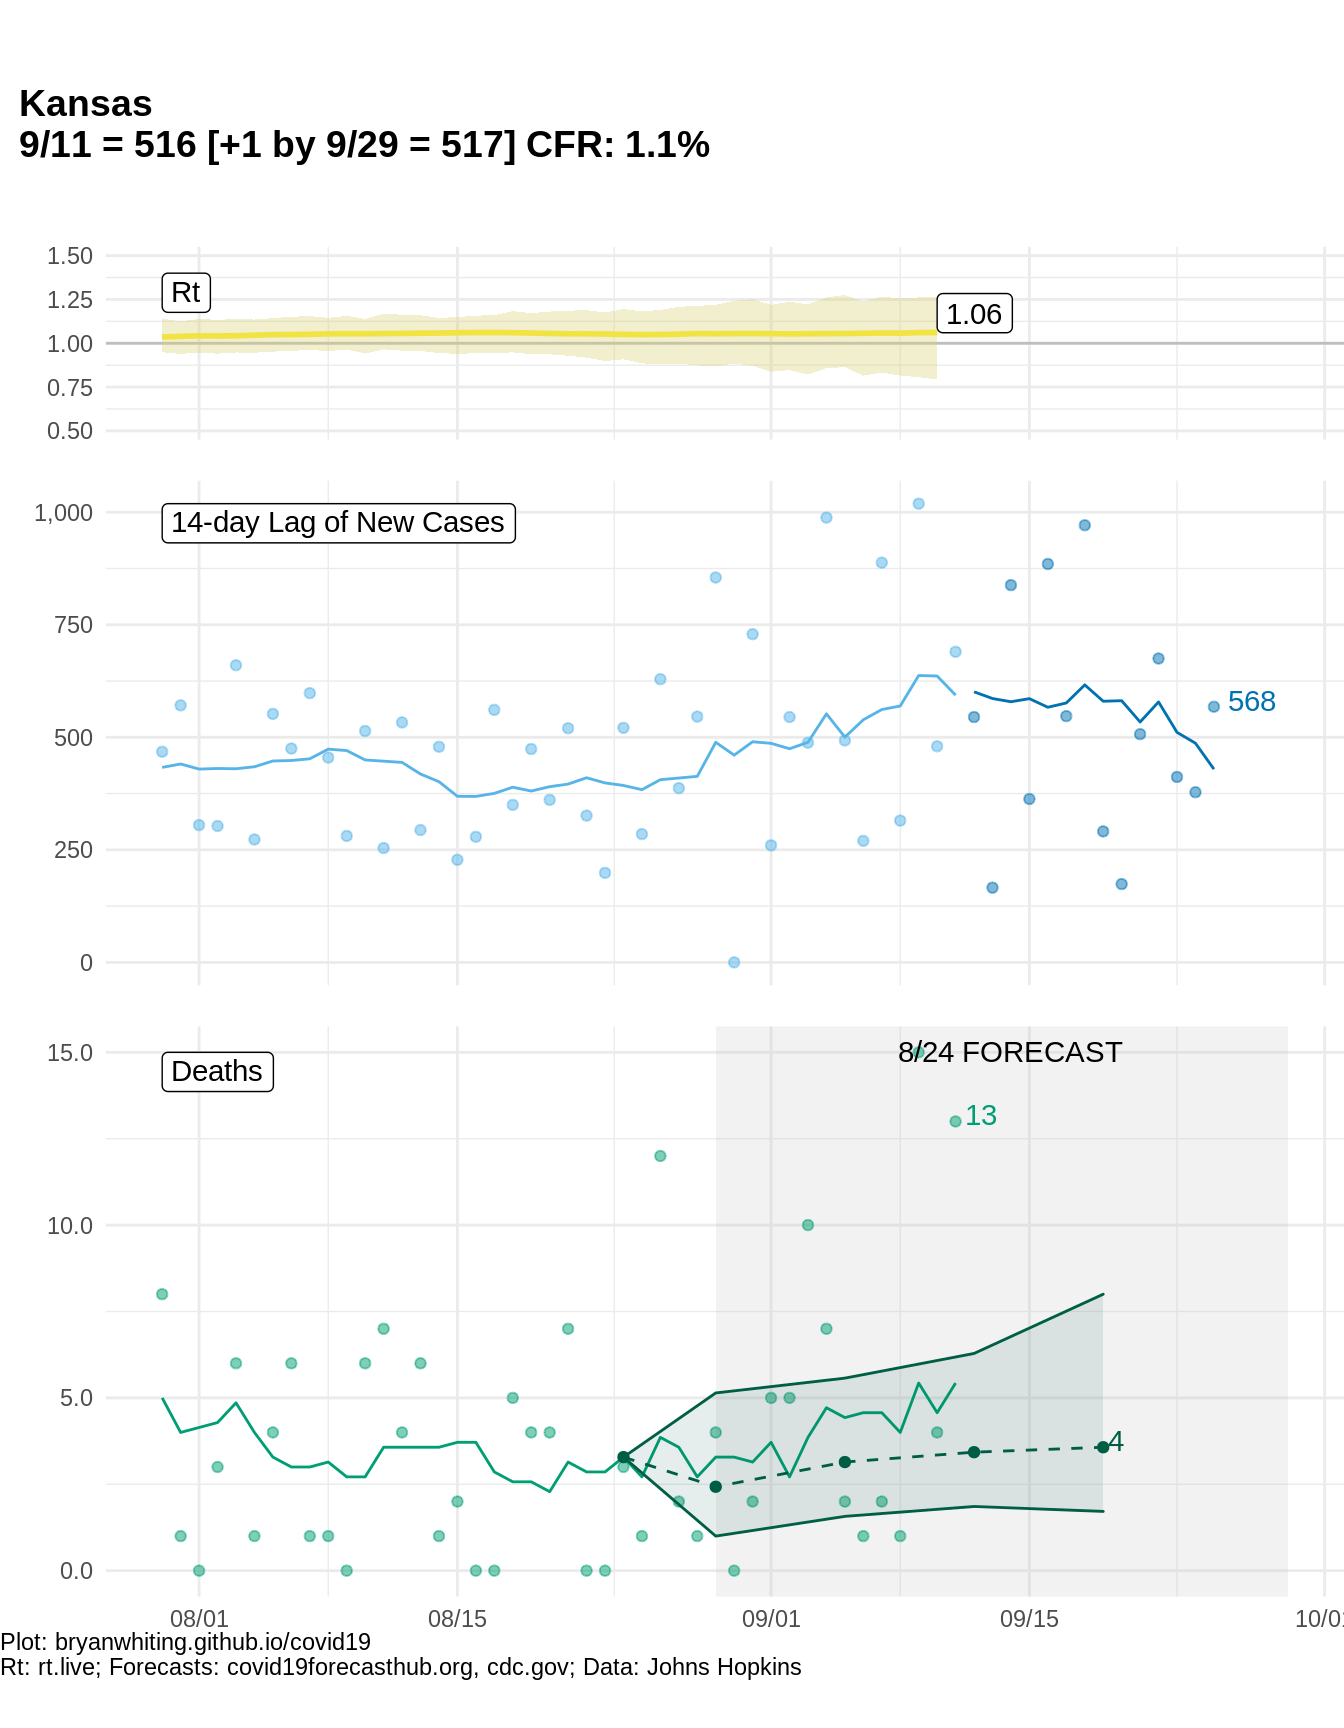 Kansas
9/11 = 516 [+1 by 9/29 = 517] CFR: 1.1%
1.50
1.25
1.00
0.75
0.50
Rt
1.06
1,000
750
500
250
0
14-day Lag of New Cases
568
15.0
10.0
5.0
0.0
Deaths
8/24 FORECAST
13
4
08/01 08/15 09/01 09/15
Plot: bryanwhiting.github.io/covid19
Rt: rt.live; Forecasts: covid19forecasthub.org, cdc.gov; Data: Johns Hopkins